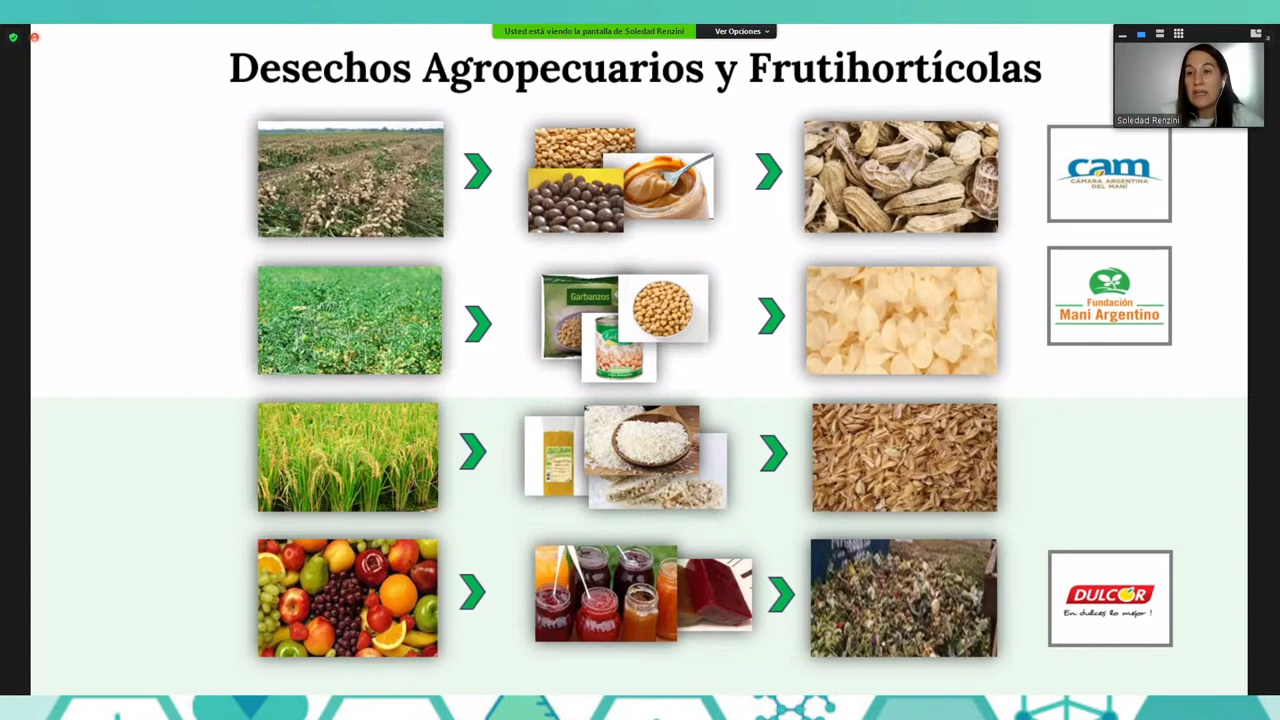 Usted está viendo la pantalla de Soledad Renzini
Ver Opciones
Desechos Agropecuarios y Frutihortícolas
Soledad Renzini
cam
CÁMARA ARGENTINA
DEL MANÍ
Garbanzos
Fundación
Mani Argentino
DULCOR
En dulces lo mejor !